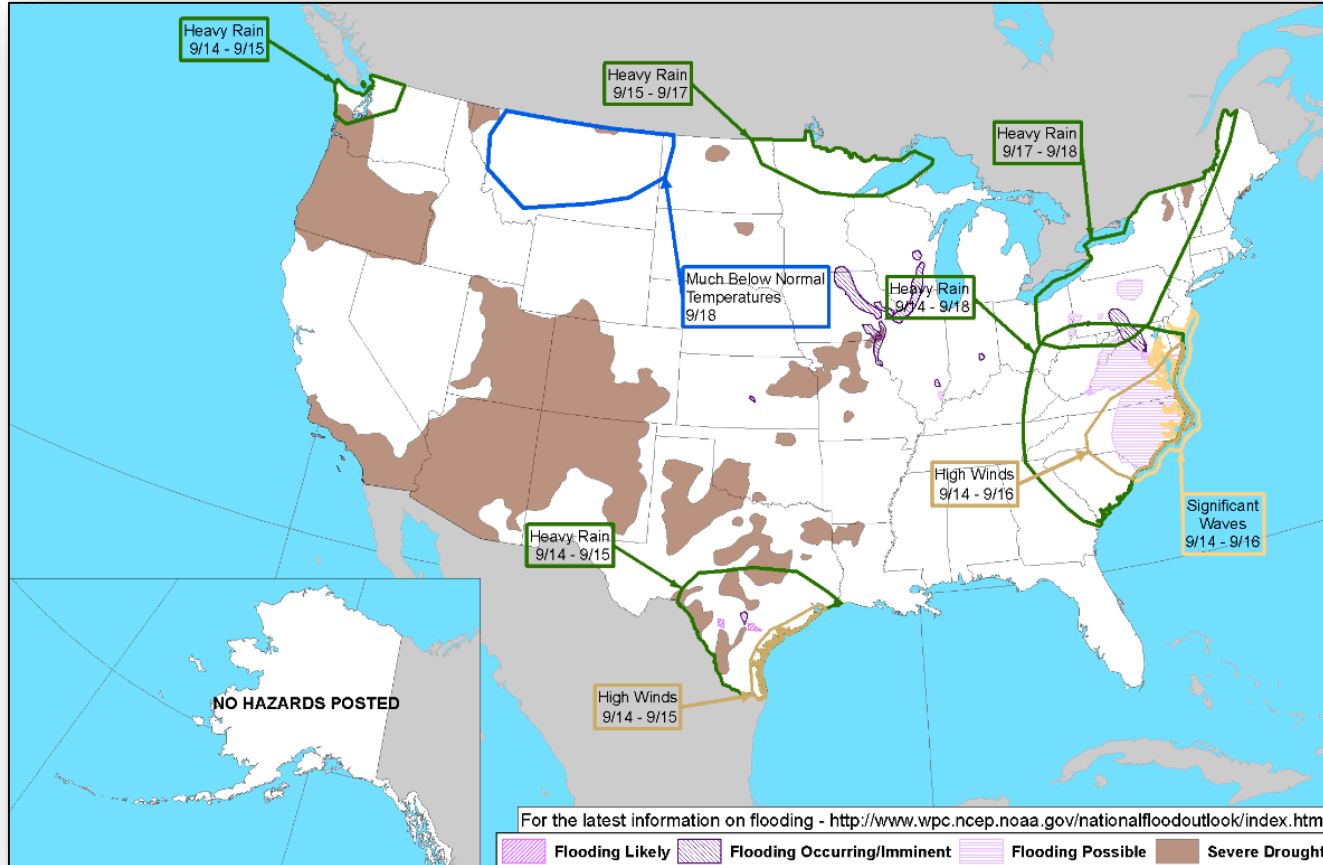 Heavy Rain
9/14 - 9/15
Heavy Rain
9/15 - 9/17
Heavy Rain
9/17 - 9/18
Much Below Normal
Temperatures
9/18
Heavy Rain
9/14 - 9/18
High Winds
9/14 - 9/16
Significant
Waves
9/14 - 9/16
Heavy Rain
9/14 - 9/15
High Winds
9/14 - 9/15
NO HAZARDS POSTED
For the latest information on flooding - http://www.wpc.ncep.noaa.gov/nationalfloodoutlook/index.htm
Flooding Likely Flooding Occurring/Imminent Flooding Possible Severe Drought